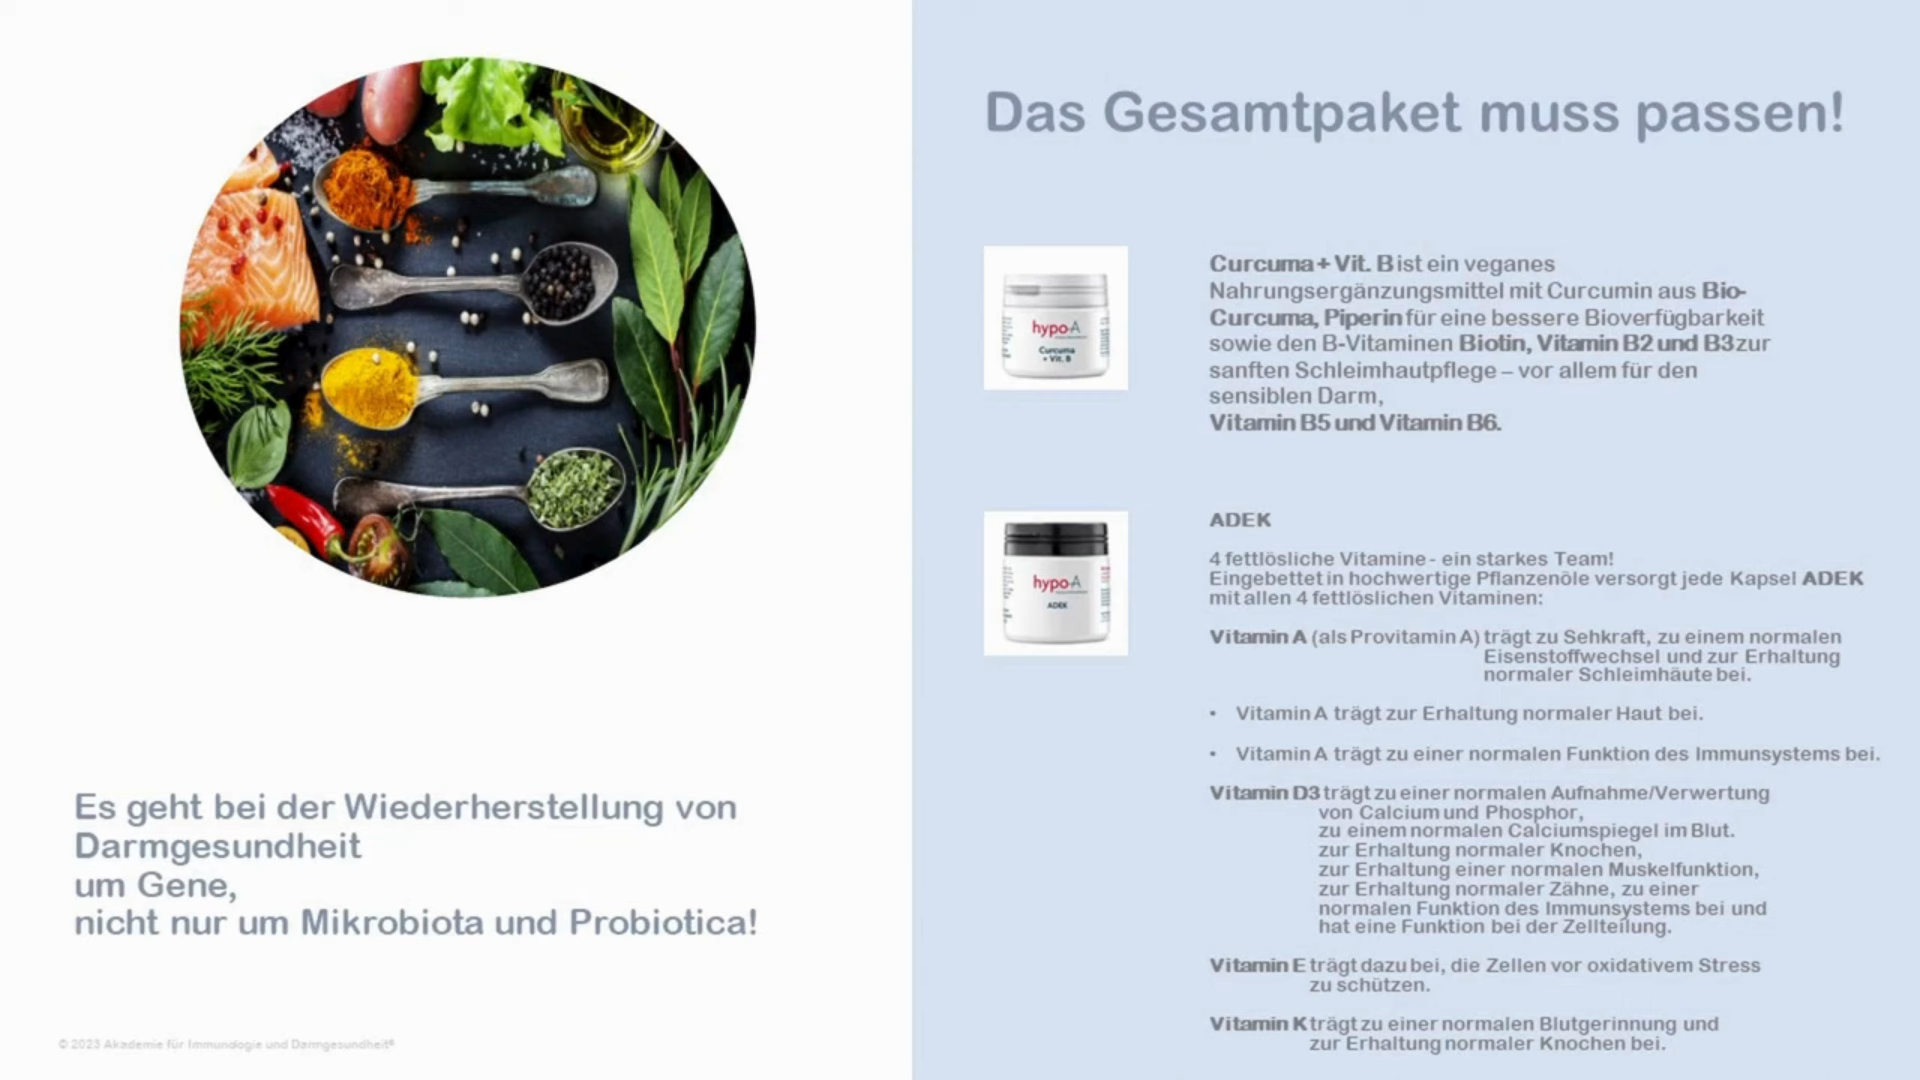 Das Gesamtpaket muss passen!
hypo-A
Curcuma
+ Vit. B
Curcuma + Vit. B ist ein veganes
Nahrungsergänzungsmittel mit Curcumin aus Bio-
Curcuma, Piperin für eine bessere Bioverfügbarkeit
sowie den B-Vitaminen Biotin, Vitamin B2 und B3 zur
sanften Schleimhautpflege – vor allem für den
sensiblen Darm,
Vitamin B5 und Vitamin B6.
hypo-A
ADEK
ADEK
4 fettlösliche Vitamine - ein starkes Team!
Eingebettet in hochwertige Pflanzenöle versorgt jede Kapsel ADEK
mit allen 4 fettlöslichen Vitaminen:
Vitamin A (als Provitamin A) trägt zu Sehkraft, zu einem normalen
Eisenstoffwechsel und zur Erhaltung
normaler Schleimhäute bei.
• Vitamin A trägt zur Erhaltung normaler Haut bei.
• Vitamin A trägt zu einer normalen Funktion des Immunsystems bei.
Vitamin D3 trägt zu einer normalen Aufnahme/Verwertung
von Calcium und Phosphor,
zu einem normalen Calciumspiegel im Blut.
zur Erhaltung normaler Knochen,
zur Erhaltung einer normalen Muskelfunktion,
zur Erhaltung normaler Zähne, zu einer
normalen Funktion des Immunsystems bei und
hat eine Funktion bei der Zellteilung.
Vitamin E trägt dazu bei, die Zellen vor oxidativem Stress
zu schützen.
Vitamin K trägt zu einer normalen Blutgerinnung und
zur Erhaltung normaler Knochen bei.
Es geht bei der Wiederherstellung von
Darmgesundheit
um Gene,
nicht nur um Mikrobiota und Probiotica!
© 2023 Akademie für Immunologie und Darmgesundheit®